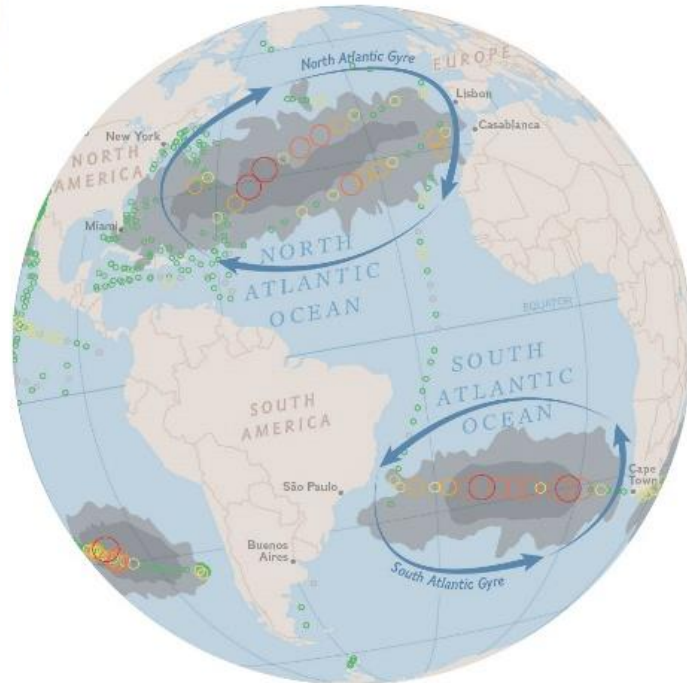 North Atlantic Gyre
EUROPE
Lisbon
Casablanca
New York
NORTH
AMERICA
Miami
NORTH
ATLANTIC
OCEAN
EQUATOR
SOUTH
ATLANTIC
OCEAN
SOUTH
AMERICA
São Paulo
Cape
Town
Buenos
Aires
South Atlantic Gyre